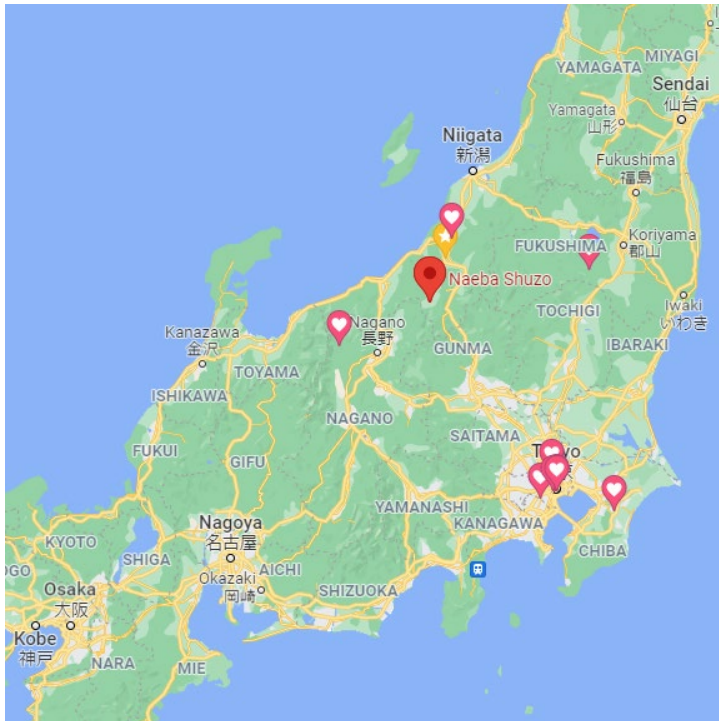 MIYAGI
YAMAGATA
Sendai
仙台
Yamagata
山形
Niigata
新潟
Fukushima
福島
FUKUSHIMA
Koriyama
郡山
Naeba Shuzo
Iwaki
いわき
TOCHIGI
Kanazawa
金沢
Nagano
長野
GUNMA
IBARAKI
TOYAMA
ISHIKAWA
NAGANO
SAITAMA
FUKUI
GIFU
YAMANASHI
KANAGAWA
Nagoya
名古屋
KYOTO
SHIGA
CHIBA
AICHI
Okazaki
岡崎
SHIZUOKA
Osaka
大阪
Kobe
神戸
NARA
MIE